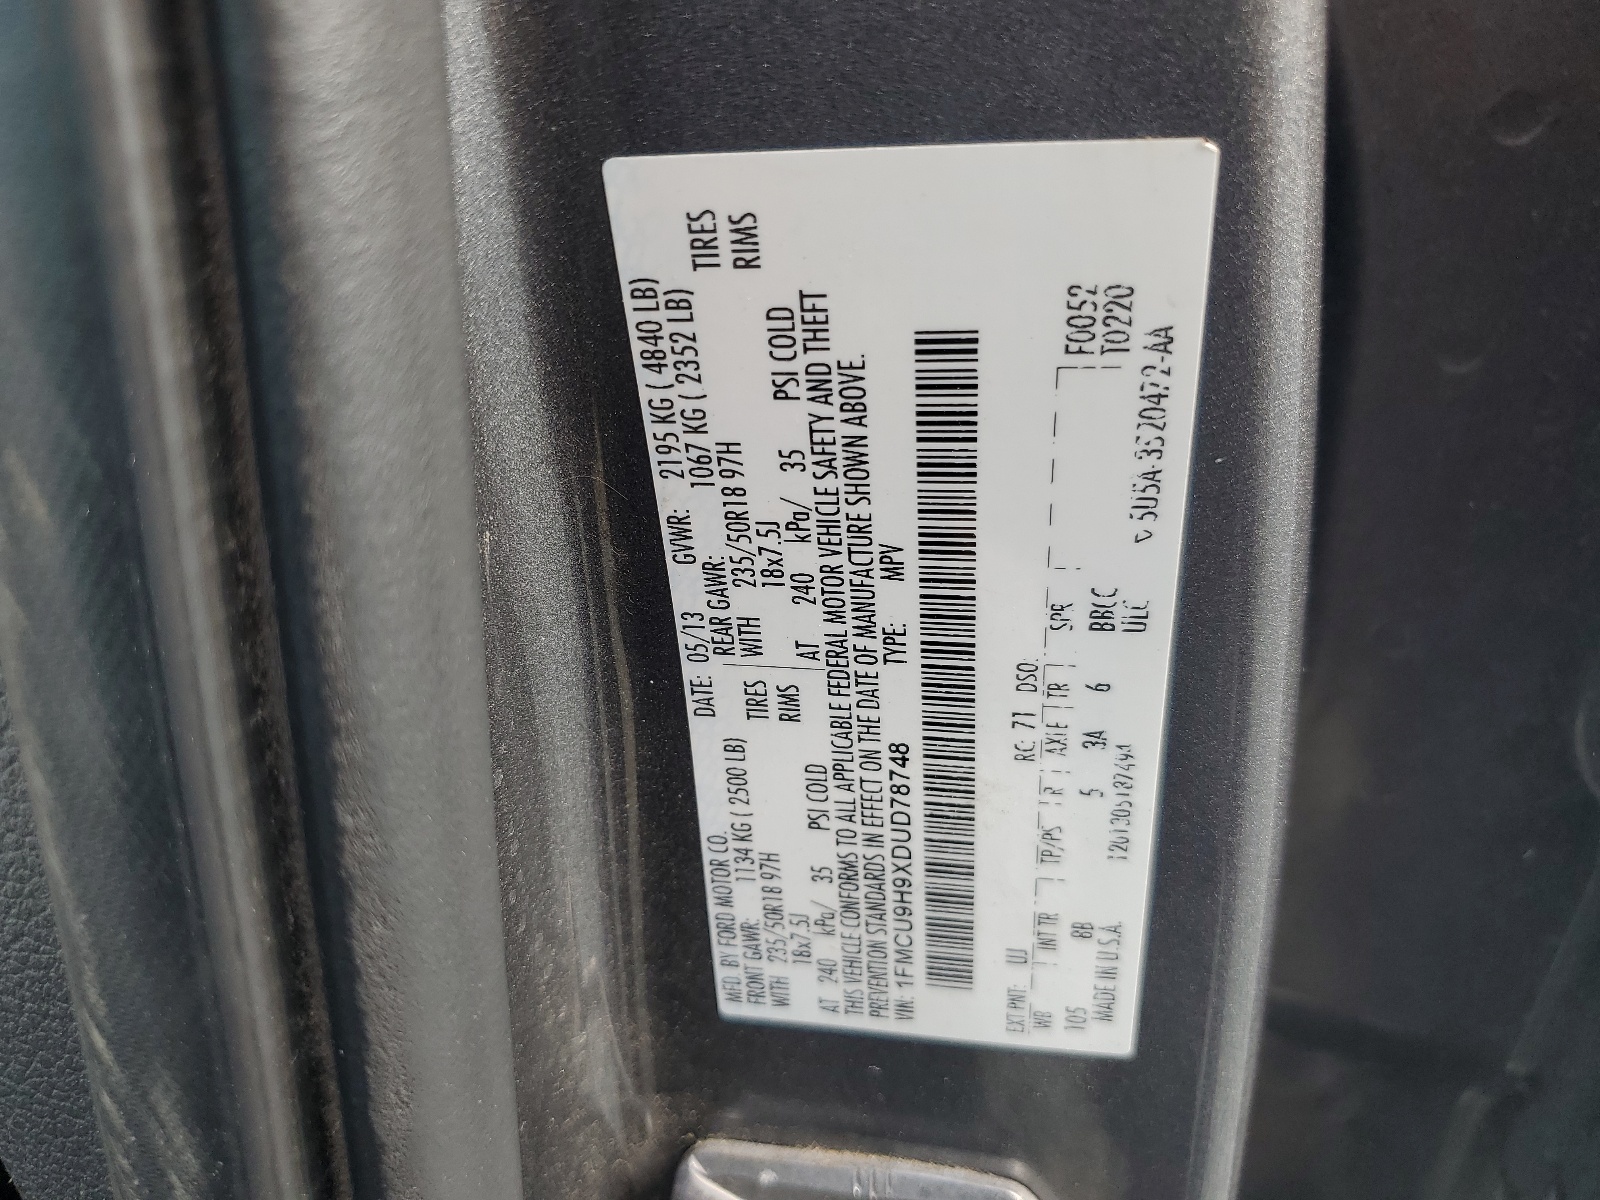 MFD. BY FORD MOTOR CO.
DATE: 05/13 GVWR: 2195 KG ( 4840 LB)
FRONT GAWR: 1134 KG ( 2500 LB) REAR GAWR: 1067 KG ( 2352 LB)
WITH 235/50R18 97H TIRES WITH 235/50R18 97H TIRES
18x7.5J RIMS 18x7.5J RIMS
AT 240 kPa/ 35 PSI COLD AT 240 kPa/ 35 PSI COLD
THIS VEHICLE CONFORMS TO ALL APPLICABLE FEDERAL MOTOR VEHICLE SAFETY AND THEFT
PREVENTION STANDARDS IN EFFECT ON THE DATE OF MANUFACTURE SHOWN ABOVE.
VIN: 1FMCU9H9XDUD78748 TYPE: MPV
EXT PNT: UJ RC: 71 DSO:
WB INT TR TP/PS R AXLE TR SPR F0052
105 8B 5 3A 6 BBCC T0220
MADE IN U.S.A. ULC